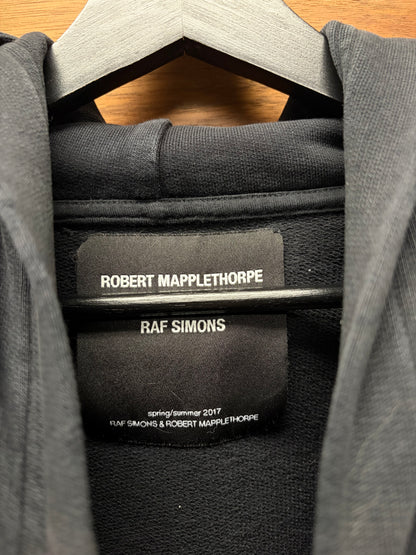 ROBERT MAPPLETHORPE
RAF SIMONS
spring/summer 2017
RAF SIMONS & ROBERT MAPPLETHORPE